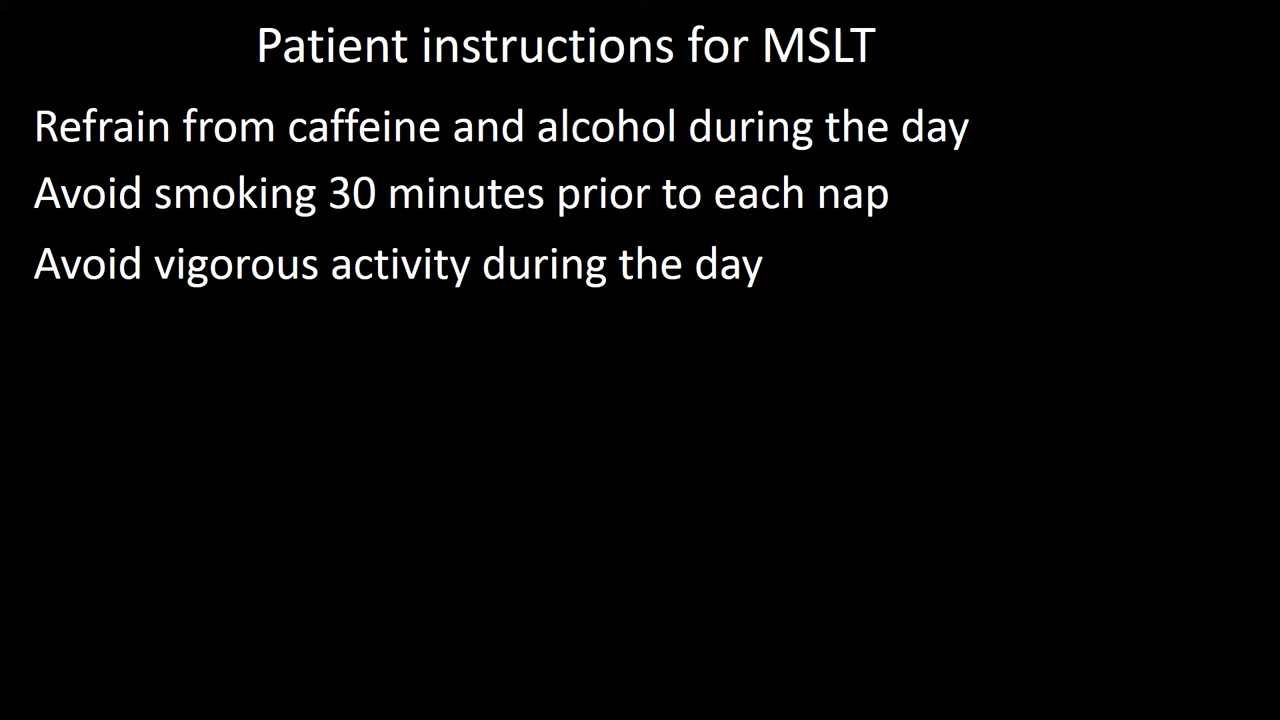 Patient instructions for MSLT
Refrain from caffeine and alcohol during the day
Avoid smoking 30 minutes prior to each nap
Avoid vigorous activity during the day